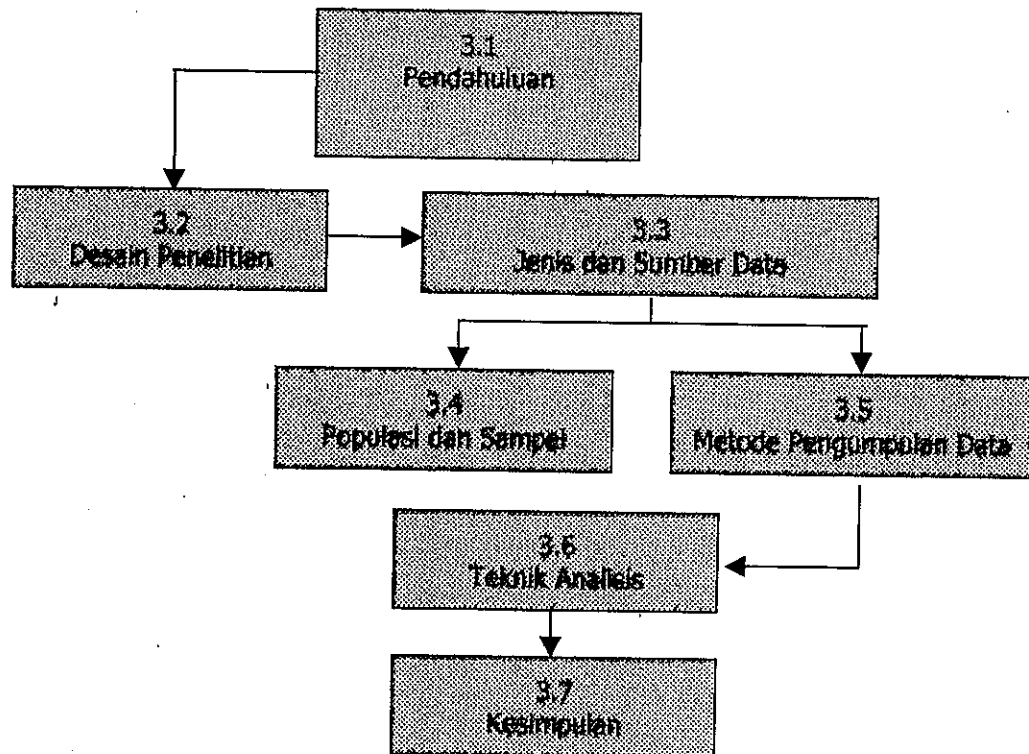 3.1
Pendahuluan
3.2
Desain Penelitian
3.3
Jenis dan Sumber Data
3.4
Populasi dan Sampel
3.5
Metode Pengumpulan Data
3.6
Teknik Analisis
3.7
Kesimpulan